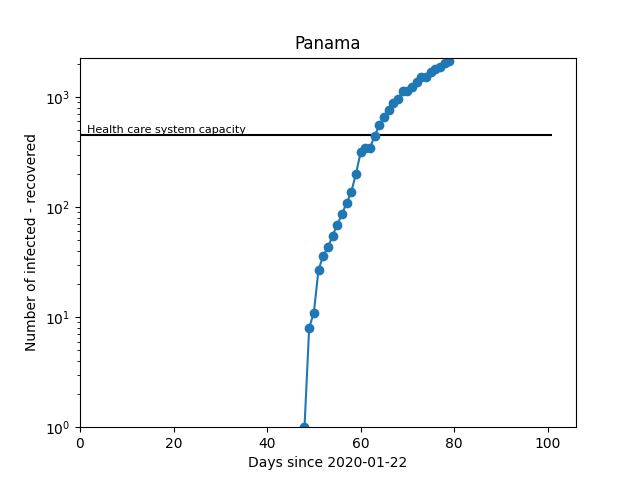 Panama
Number of infected - recovered
10³
10²
10¹
10⁰
Health care system capacity
0 20 40 60 80 100
Days since 2020-01-22